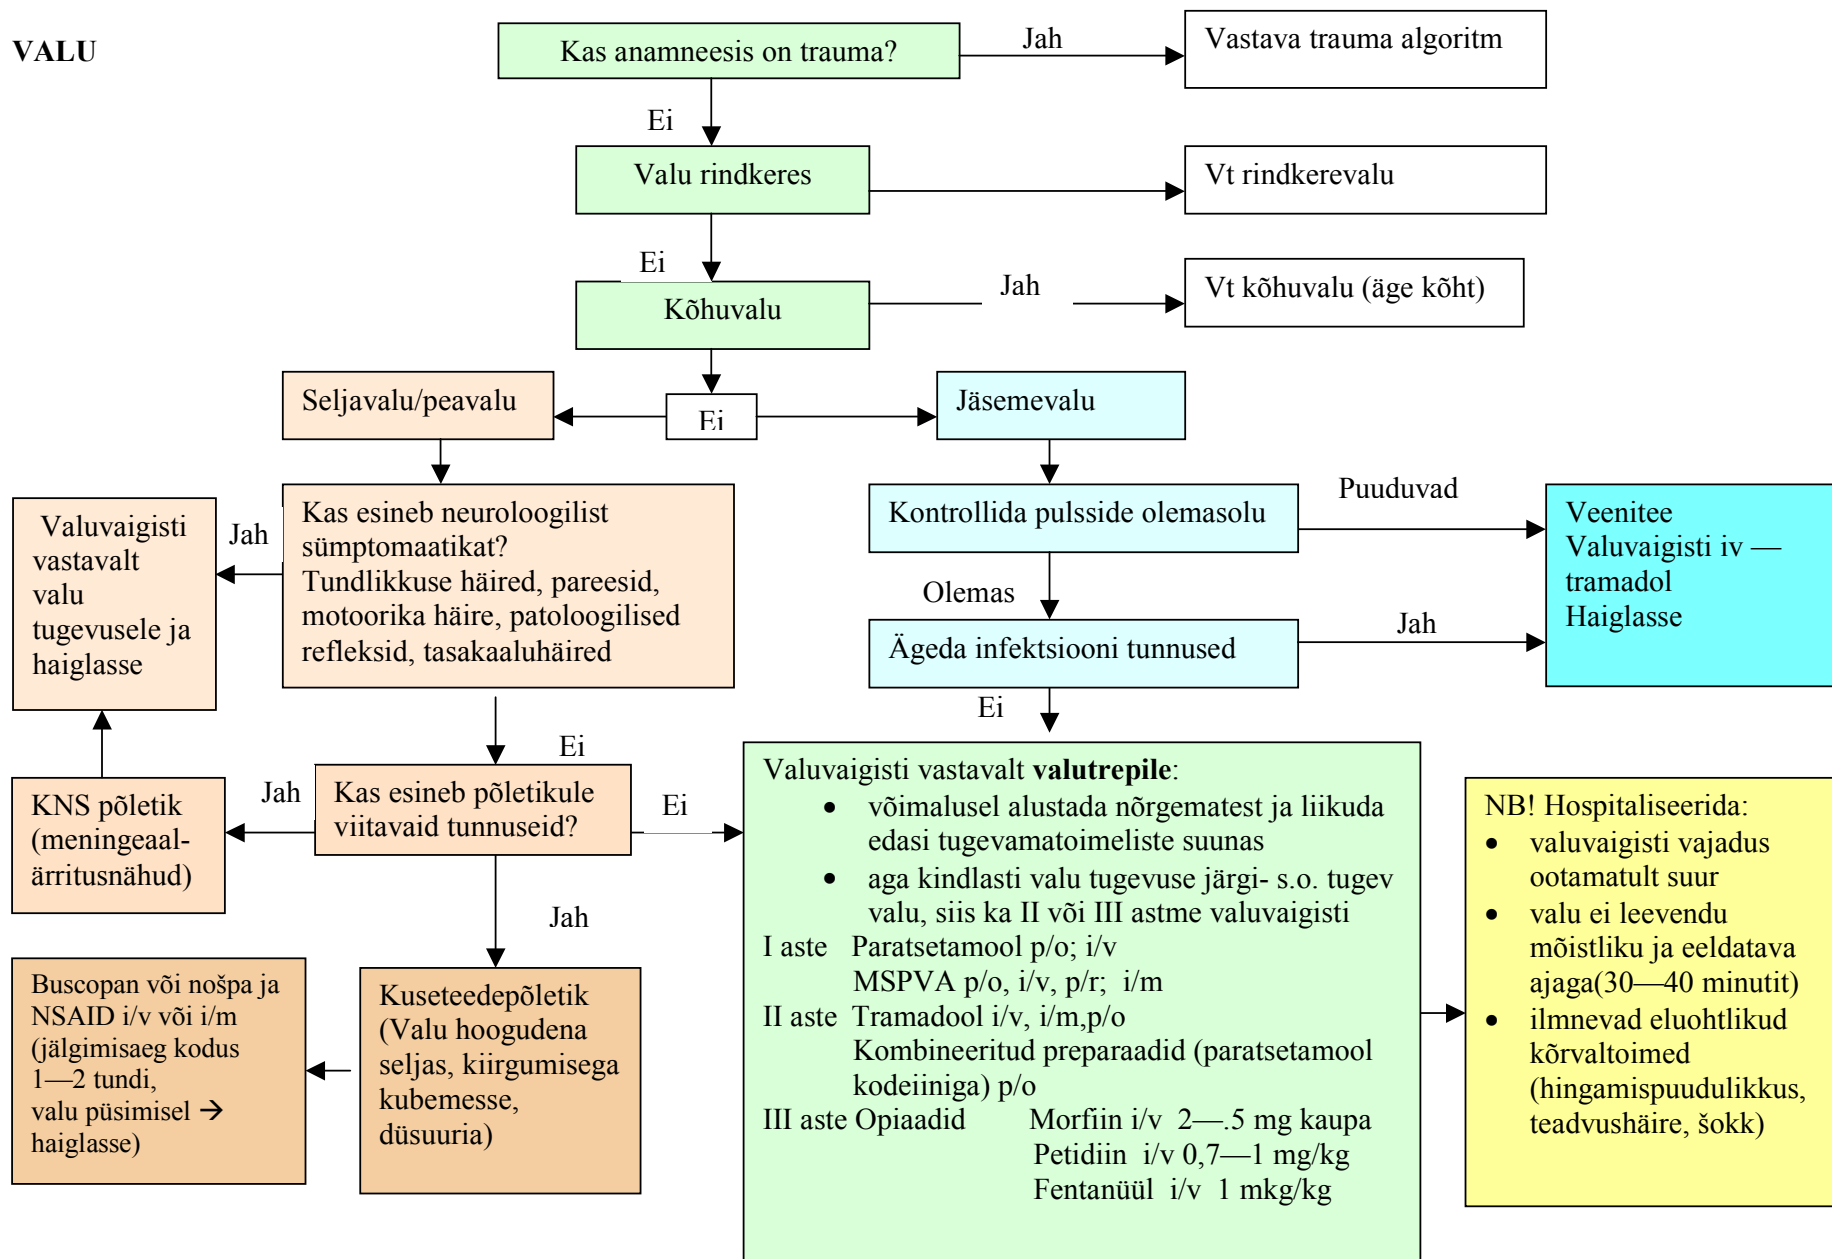 VALU
Kas anamneesis on trauma?
Jah
Vastava trauma algoritm
Ei
Valu rindkeres
Vt rindkerevalu
Ei
Kõhuvalu
Jah
Vt kõhuvalu (äge kõht)
Seljavalu/peavalu
Ei
Jäsemevalu
Valuvaigisti
vastavalt
valu
tugevusele ja
haiglasse
Jah
Kas esineb neuroloogilist
sümptomaatikat?
Tundlikkuse häired, pareesid,
motoorika häire, patoloogilised
refleksid, tasakaaluhäired
Kontrollida pulsside olemasolu
Puuduvad
Veenitee
Valuvaigisti iv —
tramadol
Haiglasse
Olemas
Ägeda infektsiooni tunnused
Jah
Ei
Ei
KNS põletik
(meningeaal-
ärritusnähud)
Jah
Kas esineb põletikule
viitavaid tunnuseid?
Ei
Jah
Buscopan või nošpa ja
NSAID i/v või i/m
(jälgimisaeg kodus
1—2 tundi,
valu püsimisel →
haiglasse)
Kuseteedepõletik
(Valu hoogudena
seljas, kiirgumisega
kubemesse,
düsuuria)
Valuvaigisti vastavalt valutrepile:
• võimalusel alustada nõrgematest ja liikuda
edasi tugevamatoimeliste suunas
• aga kindlasti valu tugevuse järgi- s.o. tugev
valu, siis ka II või III astme valuvaigisti
I aste Paratsetamool p/o; i/v
MSPVA p/o, i/v, p/r; i/m
II aste Tramadool i/v, i/m,p/o
Kombineeritud preparaadid (paratsetamool
kodeiiniga) p/o
III aste Opiaadid Morfiin i/v 2—.5 mg kaupa
Petidiin i/v 0,7—1 mg/kg
Fentanüül i/v 1 mkg/kg
NB! Hospitaliseerida:
• valuvaigisti vajadus
ootamatult suur
• valu ei leevendu
mõistliku ja eeldatava
ajaga(30—40 minutit)
• ilmnevad eluohtlikud
kõrvaltoimed
(hingamispuudulikkus,
teadvushäire, šokk)